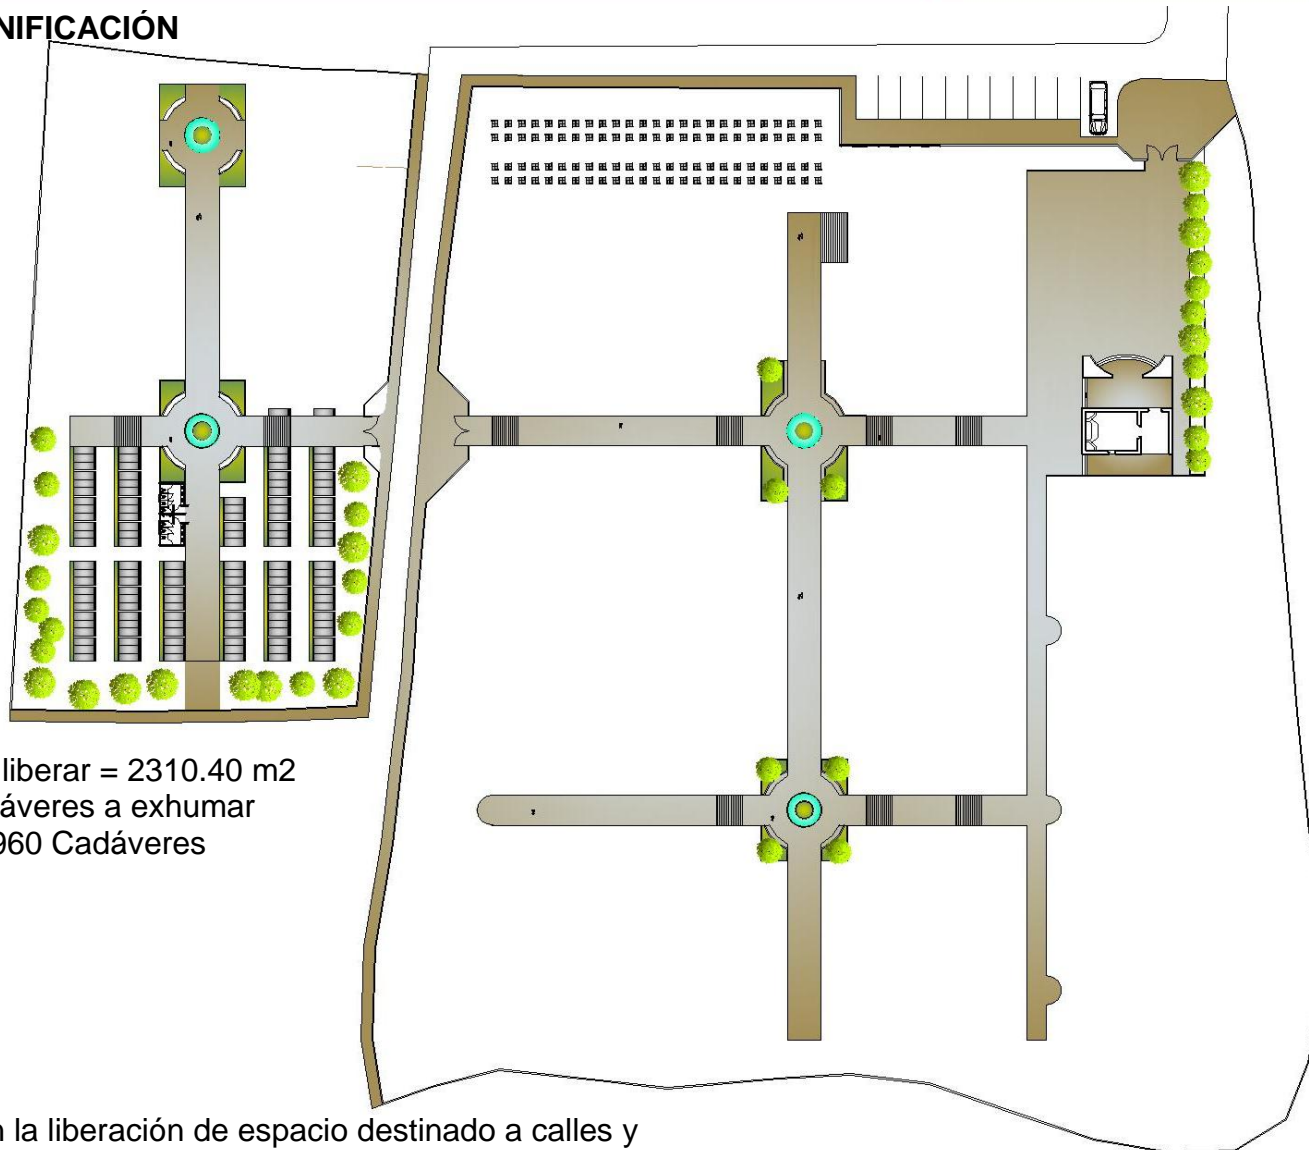 NIFICACIÓN
liberar = 2310.40 m2
áveres a exhumar
960 Cadáveres
la liberación de espacio destinado a calles y